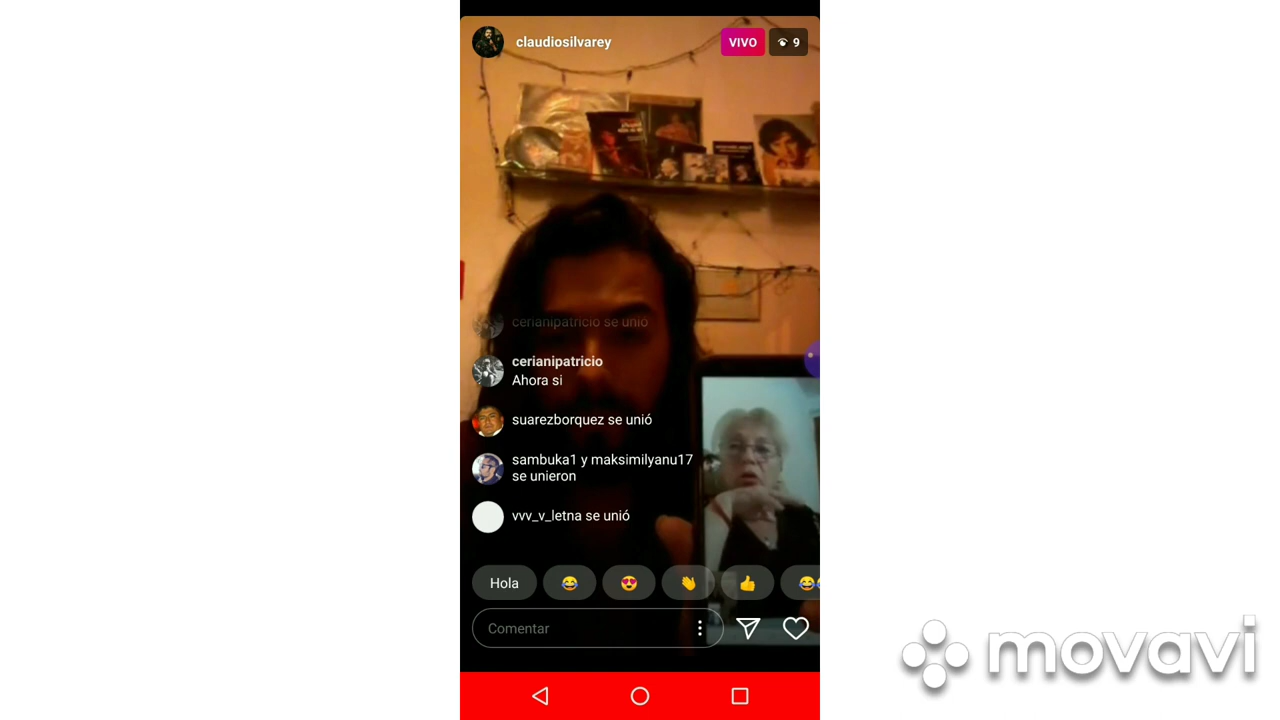 claudiosilvarey
VIVO
9
cerianipatricio se unió
cerianipatricio
Ahora si
suarezborquez se unió
sambuka1 y maksimilyanu17
se unieron
vvv_v_letna se unió
Hola
Comentar
movavi